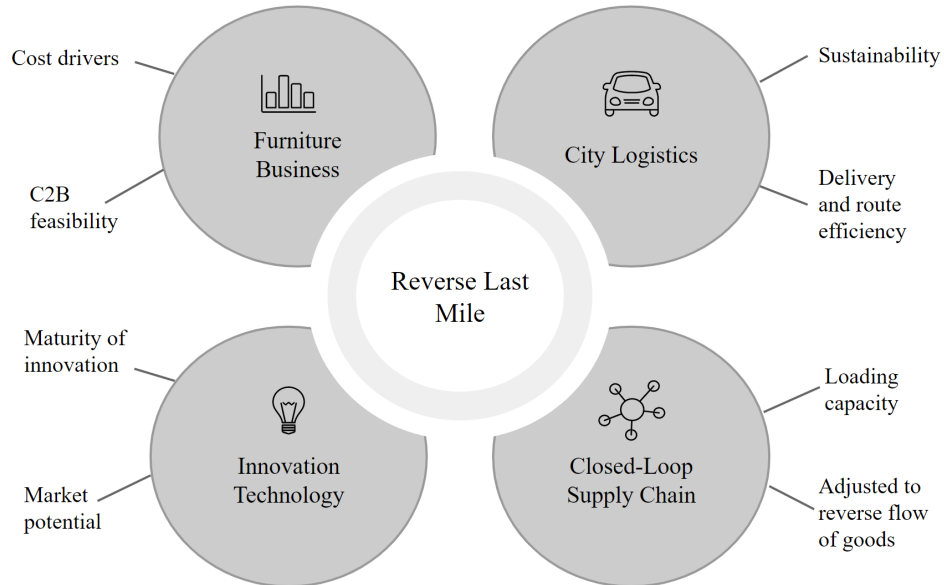 Cost drivers
C2B
feasibility
Furniture
Business
City Logistics
Sustainability
Delivery
and route
efficiency
Reverse Last
Mile
Maturity of
innovation
Market
potential
Innovation
Technology
Closed-Loop
Supply Chain
Loading
capacity
Adjusted to
reverse flow
of goods